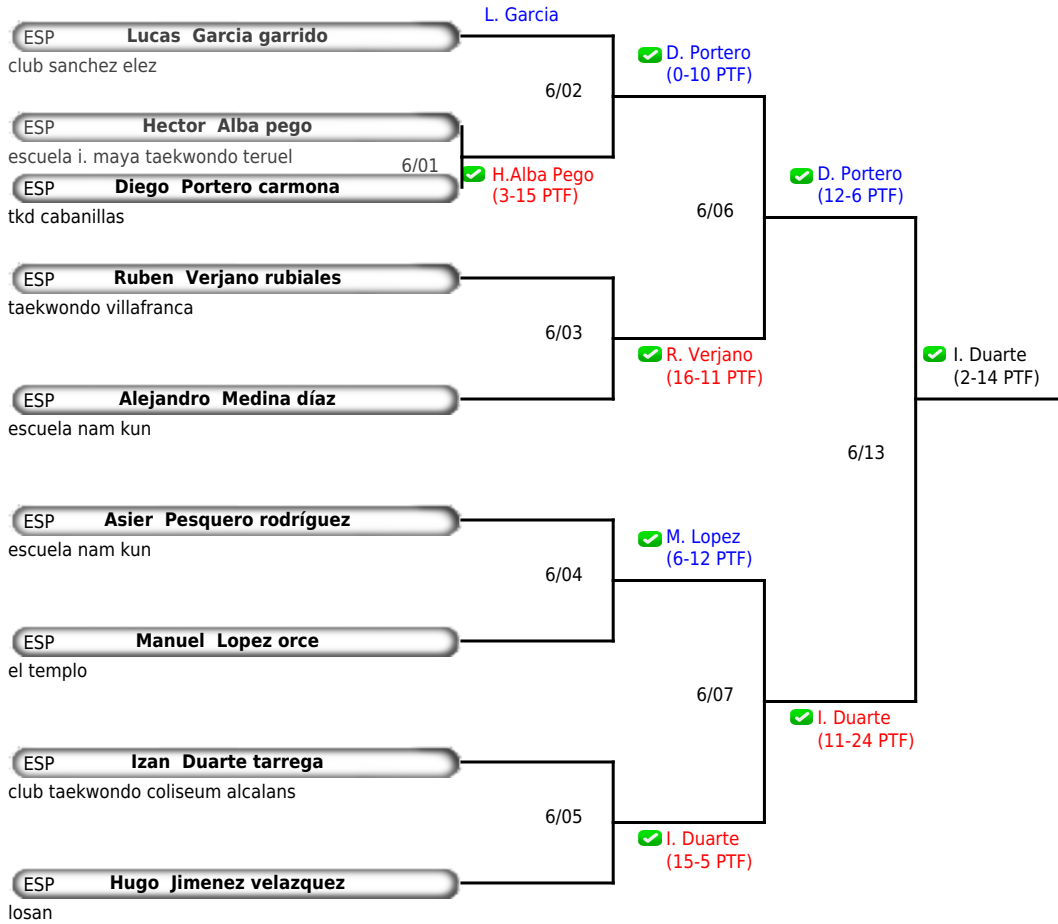 L. Garcia
ESP Lucas Garcia garrido
club sanchez elez
D. Portero
(0-10 PTF)
6/02
ESP Hector Alba pego
escuela i. maya taekwondo teruel
6/01
H.Alba Pego
(3-15 PTF)
ESP Diego Portero carmona
tkd cabanillas
D. Portero
(12-6 PTF)
6/06
ESP Ruben Verjano rubiales
taekwondo villafranca
6/03
R. Verjano
(16-11 PTF)
I. Duarte
(2-14 PTF)
ESP Alejandro Medina díaz
escuela nam kun
6/13
ESP Asier Pesquero rodríguez
escuela nam kun
M. Lopez
(6-12 PTF)
6/04
ESP Manuel Lopez orce
el templo
6/07
I. Duarte
(11-24 PTF)
ESP Izan Duarte tarrega
club taekwondo coliseum alcalans
6/05
I. Duarte
(15-5 PTF)
ESP Hugo Jimenez velazquez
losan